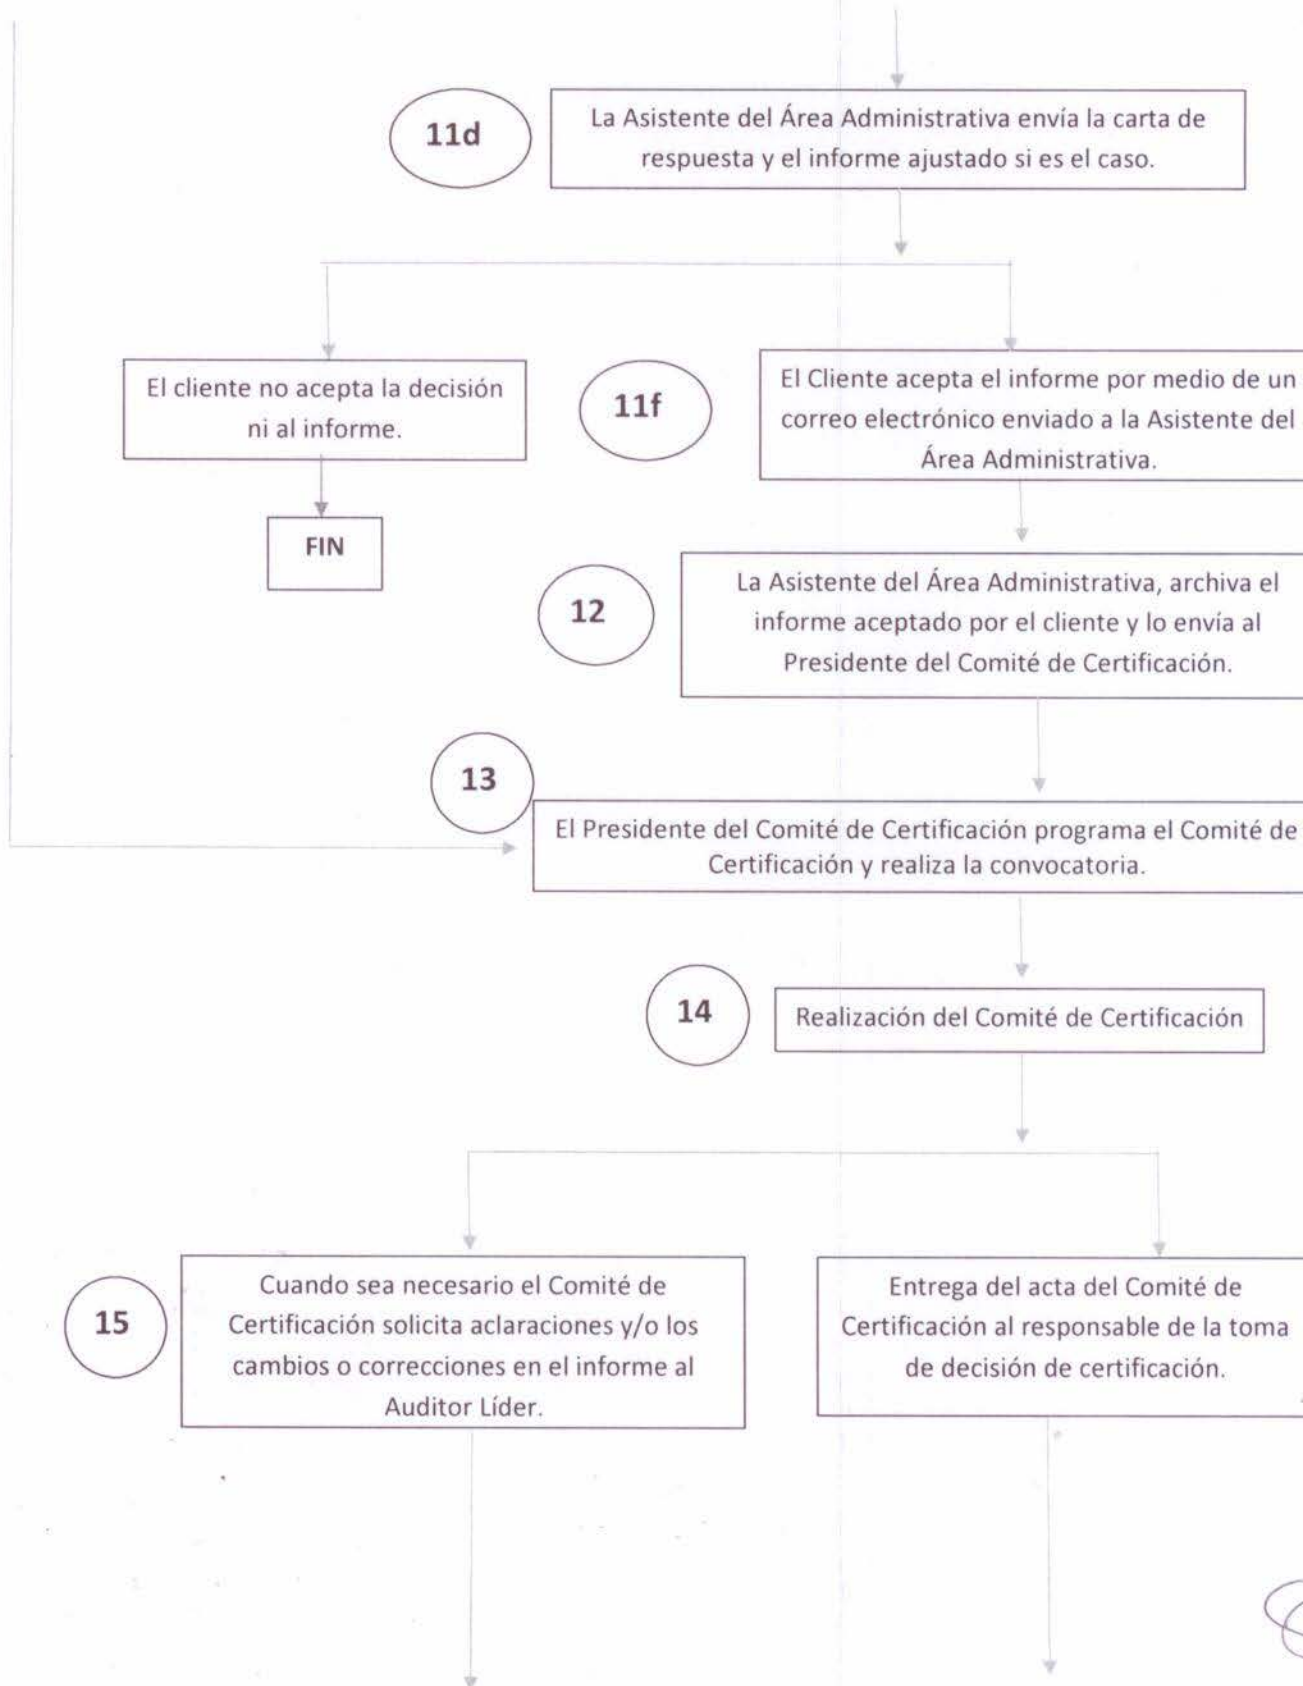 11d
La Asistente del Área Administrativa envía la carta de
respuesta y el informe ajustado si es el caso.
El cliente no acepta la decisión
ni al informe.
11f
El Cliente acepta el informe por medio de un
correo electrónico enviado a la Asistente del
Área Administrativa.
FIN
12
La Asistente del Área Administrativa, archiva el
informe aceptado por el cliente y lo envía al
Presidente del Comité de Certificación.
13
El Presidente del Comité de Certificación programa el Comité de
Certificación y realiza la convocatoria.
14
Realización del Comité de Certificación
15
Cuando sea necesario el Comité de
Certificación solicita aclaraciones y/o los
cambios o correcciones en el informe al
Auditor Líder.
Entrega del acta del Comité de
Certificación al responsable de la toma
de decisión de certificación.